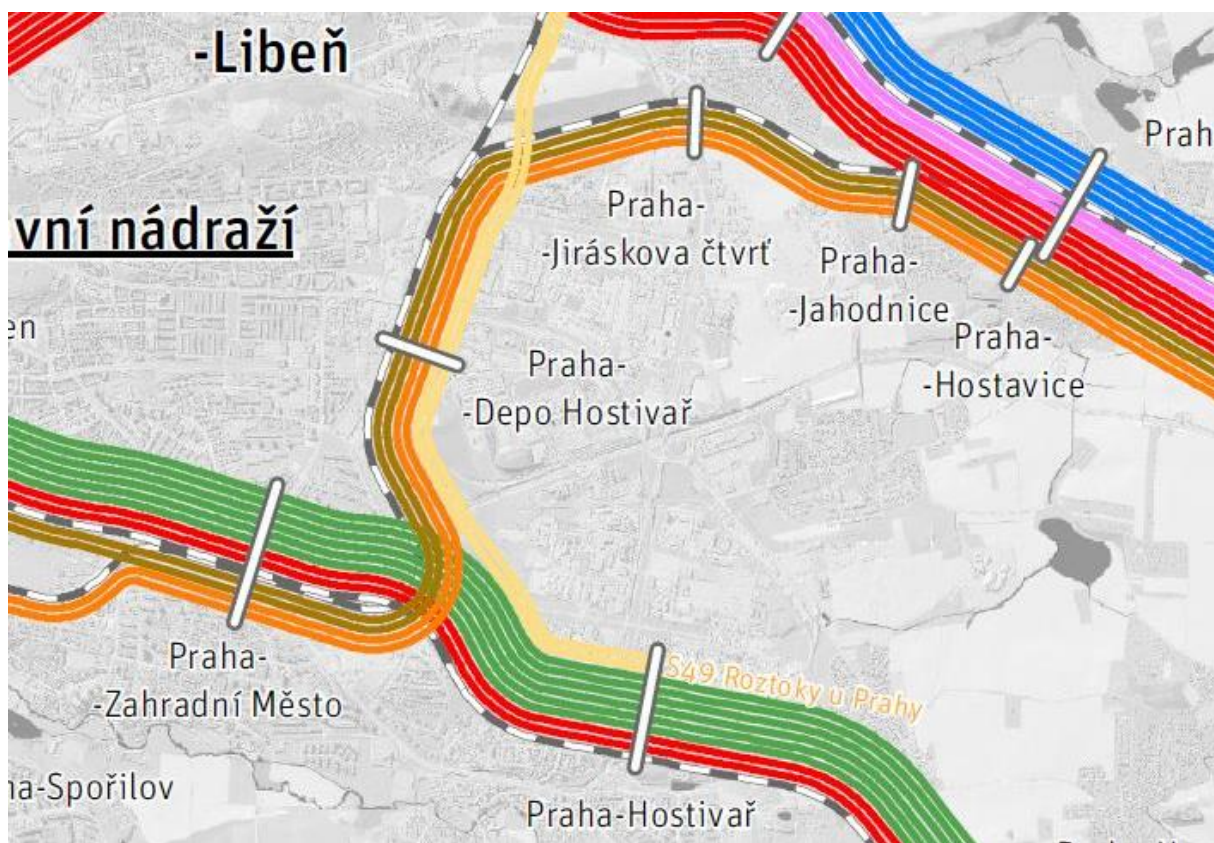 -Libeň
Prah
vní nádraží
Praha-
-Jiráskova čtvrť
Praha-
-Jahodnice
en
Praha-
-Hostavice
Praha-
-Depo Hostivař
Praha-
-Zahradní Město
S49 Roztoky u Prahy
na-Spořilov
Praha-Hostivař